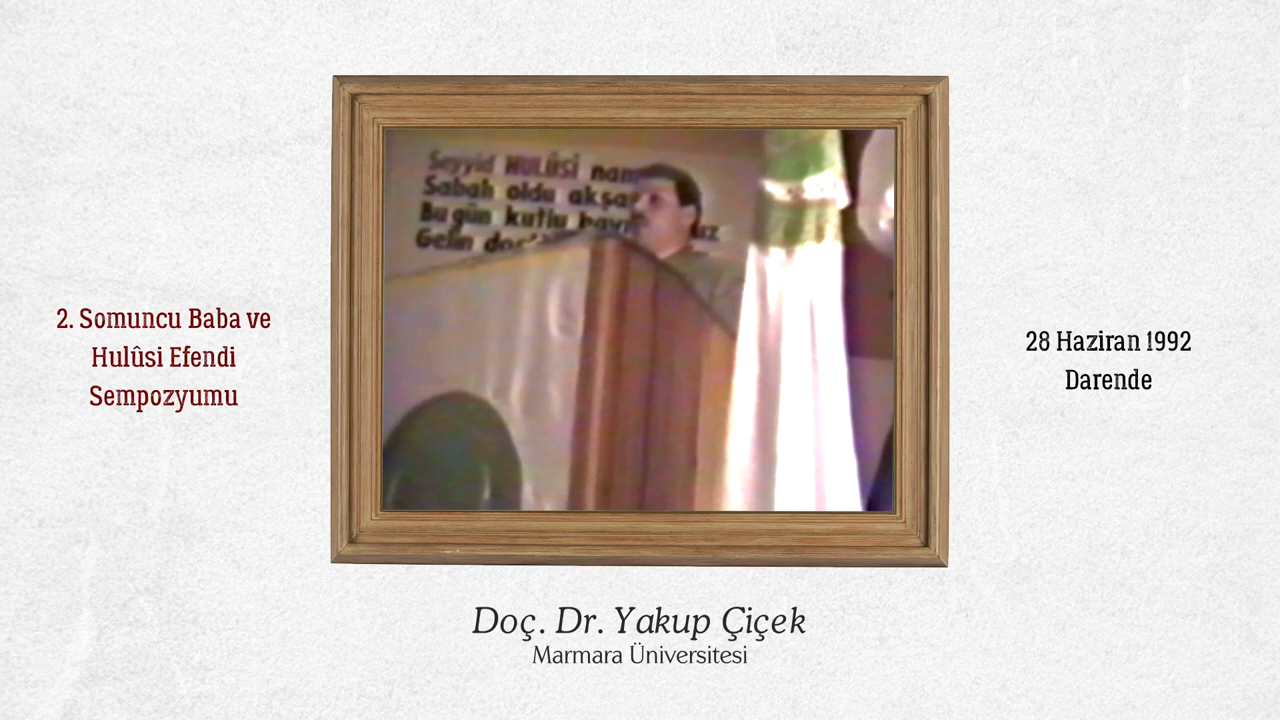 Seyyid HULÛSİ
Sabah oldu
Bu gün kutlu
Gelin
2. Somuncu Baba ve
Hulûsi Efendi
Sempozyumu
28 Haziran 1992
Darende
Doç. Dr. Yakup Çiçek
Marmara Üniversitesi